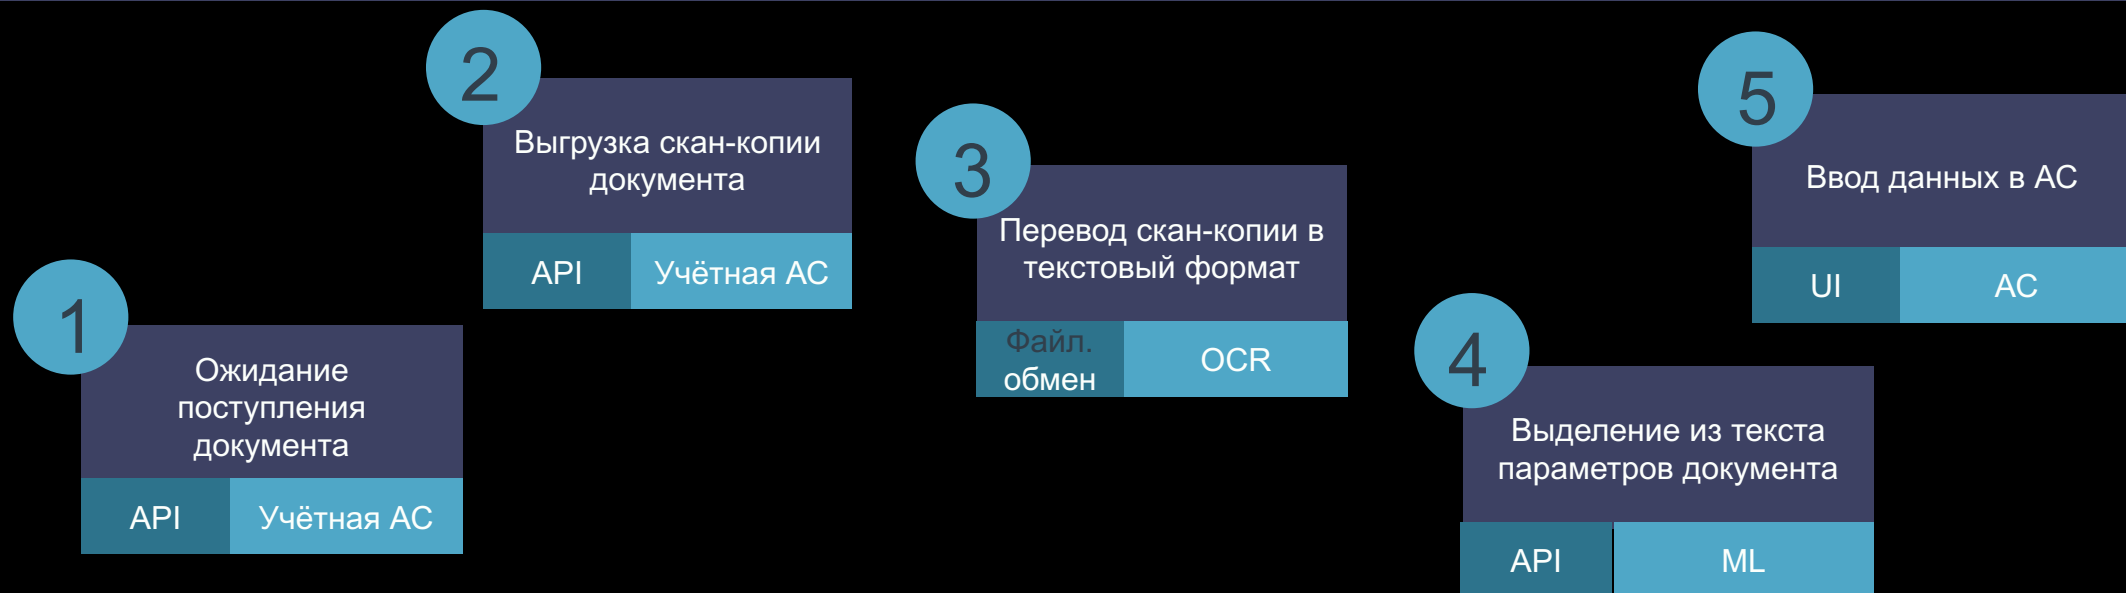 1
Ожидание
поступления
документа
API
Учётная АС
2
Выгрузка скан-копии
документа
API
Учётная АС
3
Перевод скан-копии в
текстовый формат
Файл.
обмен
OCR
4
Выделение из текста
параметров документа
API
ML
5
Ввод данных в АС
UI
АС